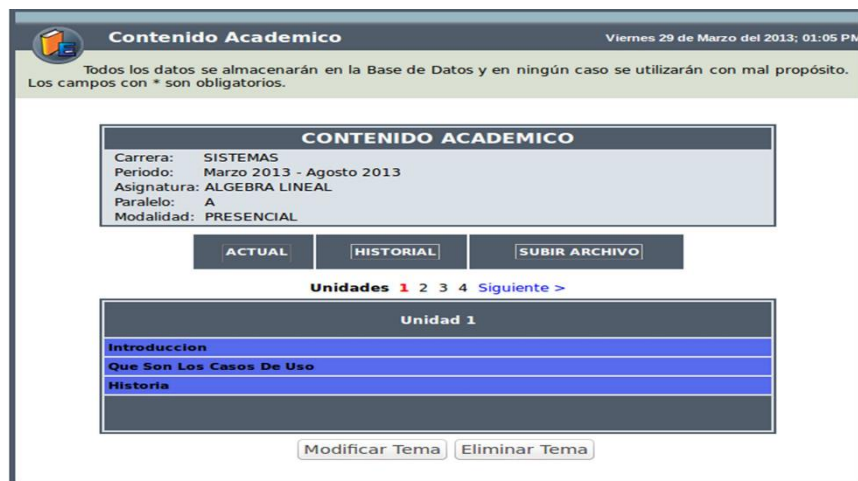 Contenido Academico Viernes 29 de Marzo del 2013; 01:05 PM
Todos los datos se almacenarán en la Base de Datos y en ningún caso se utilizarán con mal propósito.
Los campos con * son obligatorios.
CONTENIDO ACADEMICO
Carrera: SISTEMAS
Periodo: Marzo 2013 - Agosto 2013
Asignatura: ALGEBRA LINEAL
Paralelo: A
Modalidad: PRESENCIAL
ACTUAL HISTORIAL SUBIR ARCHIVO
Unidades 1 2 3 4 Siguiente >
Unidad 1
Introduccion
Que Son Los Casos De Uso
Historia
Modificar Tema Eliminar Tema